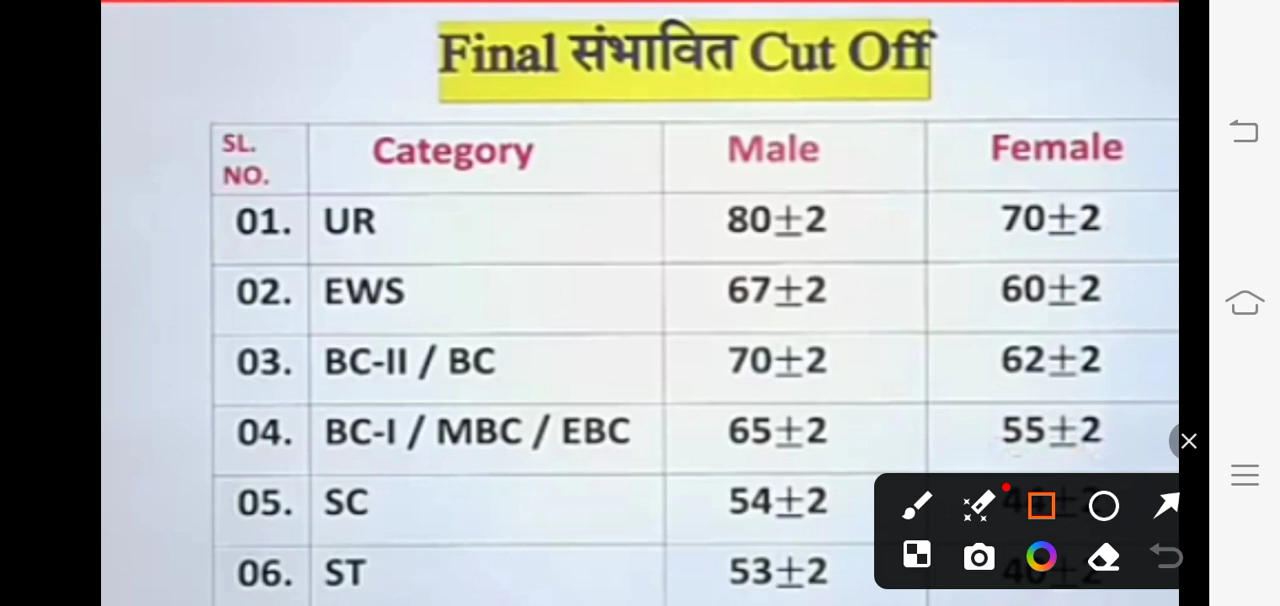 Final संभावित Cut Off
SL. NO. Category Male Female
01. UR 80±2 70±2
02. EWS 67±2 60±2
03. BC-II / BC 70±2 62±2
04. BC-I / MBC / EBC 65±2 55±2
05. SC 54±2
06. ST 53±2